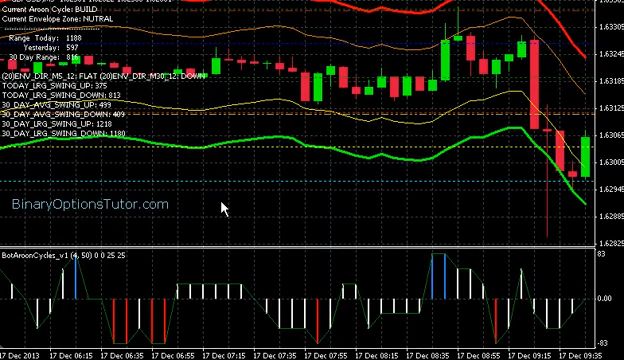 Current Aroon Cycle: BUILD
Current Envelope Zone: NUTRAL
Range Today: 1188
Yesterday: 597
30 Day Range: 816
(20)ENV_DIR_M5_12: FLAT (20)ENV_DIR_M30_12: DOWN
TODAY_LRG_SWING_UP: 375
TODAY_LRG_SWING_DOWN: 813
30_DAY_AVG_SWING_UP: 499
30_DAY_AVG_SWING_DOWN: 409
30_DAY_LRG_SWING_UP: 1218
30_DAY_LRG_SWING_DOWN: 1180
BinaryOptionsTutor.com
1.63305
1.63245
1.63185
1.63125
1.63065
1.63005
1.62945
1.62885
1.62825
BotAroonCycles_v1 (4, 50) 0 0 25 25
83
0.00
-83
17 Dec 2013
17 Dec 06:15
17 Dec 06:35
17 Dec 06:55
17 Dec 07:15
17 Dec 07:35
17 Dec 07:55
17 Dec 08:15
17 Dec 08:35
17 Dec 08:55
17 Dec 09:15
17 Dec 09:35